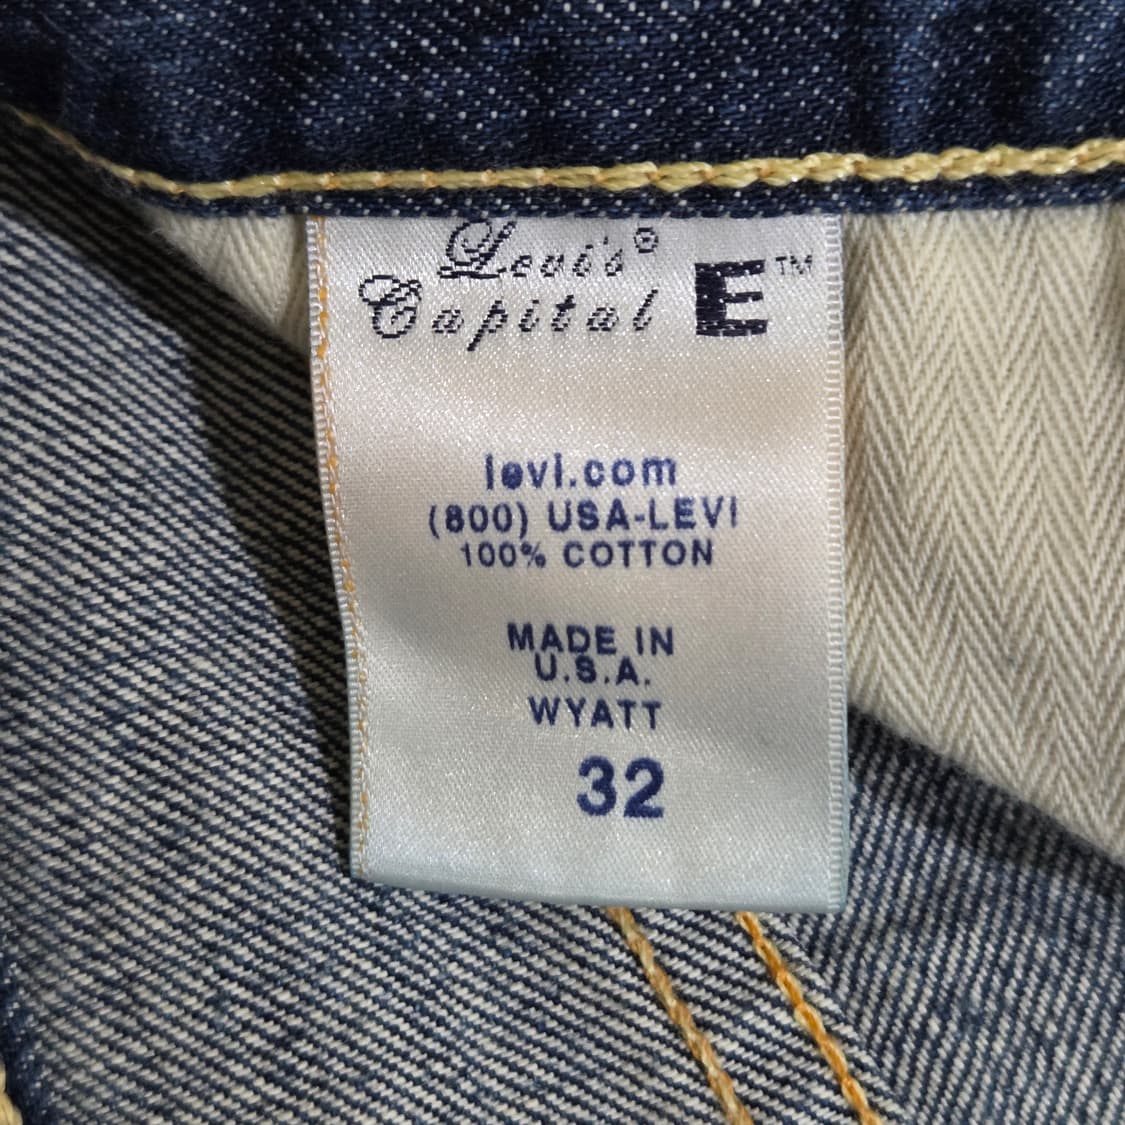 Levi's®
Capital E™
levi.com
(800) USA-LEVI
100% COTTON
MADE IN
U.S.A.
WYATT
32